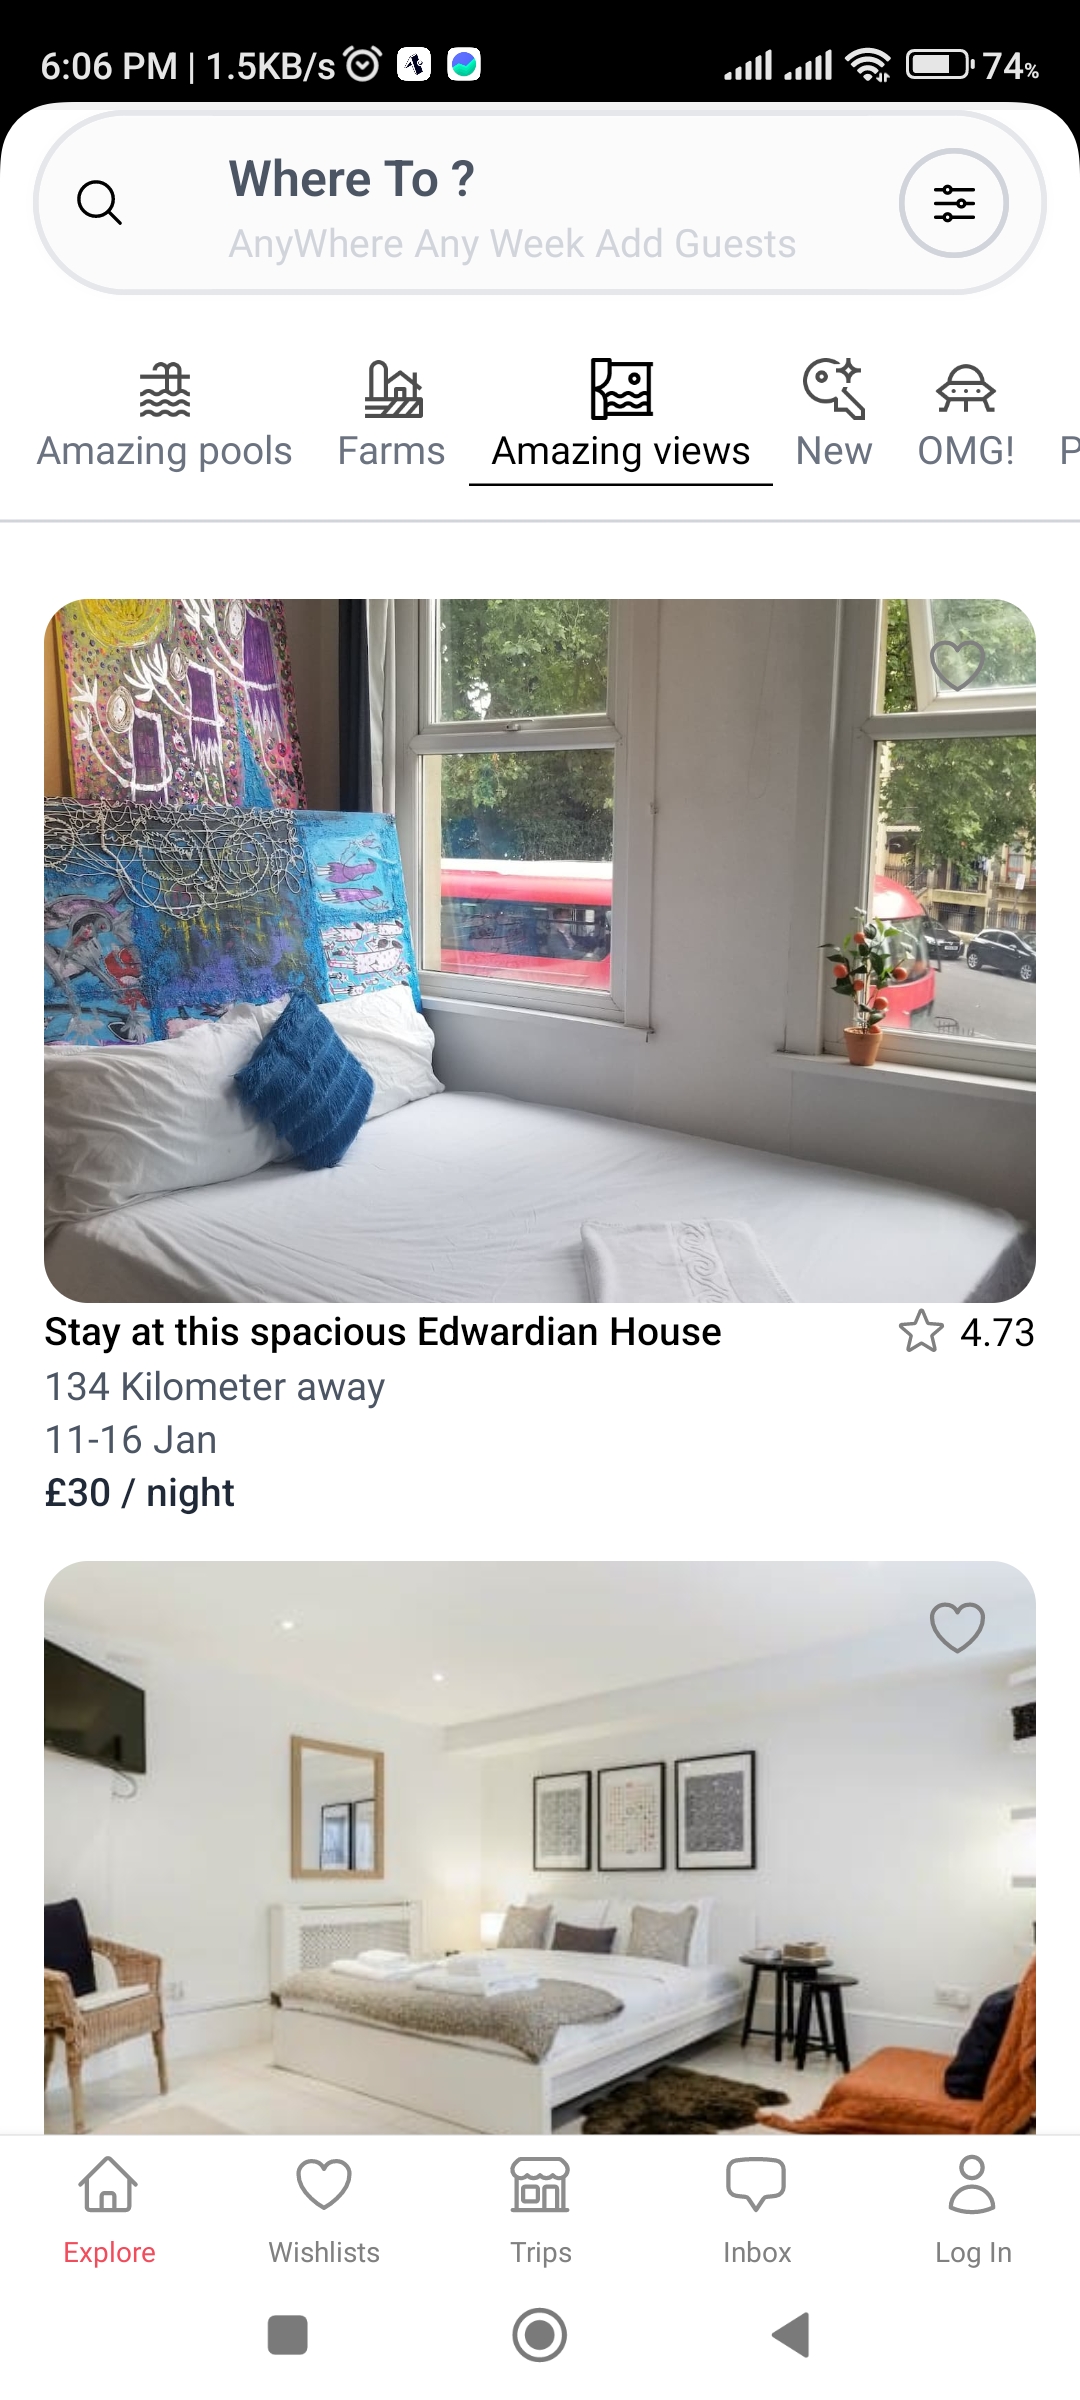 6:06 PM | 1.5KB/s 74%
Where To ?
AnyWhere Any Week Add Guests
Amazing pools Farms Amazing views New OMG! P
Stay at this spacious Edwardian House 4.73
134 Kilometer away
11-16 Jan
£30 / night
Explore Wishlists Trips Inbox Log In